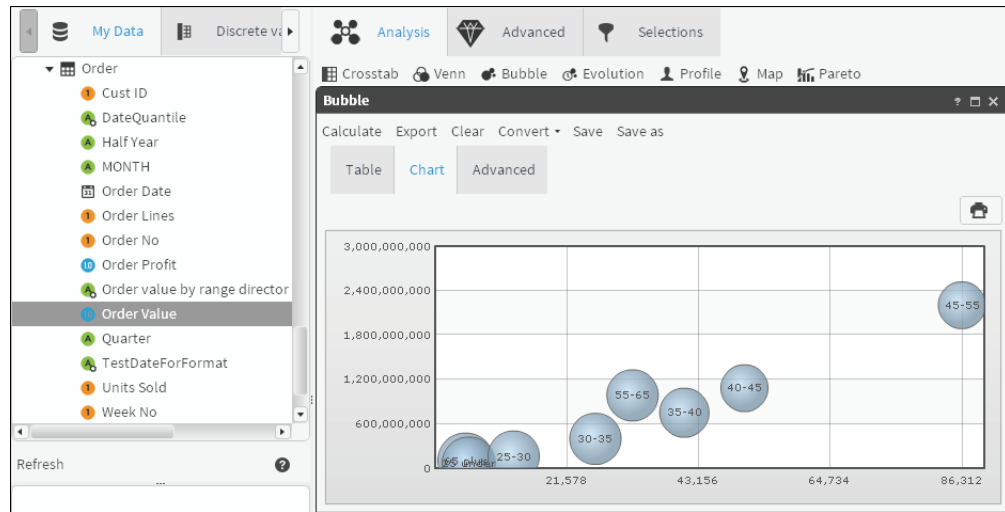 My Data
Discrete va
Analysis
Advanced
Selections
Order
Cust ID
DateQuantile
Half Year
MONTH
Order Date
Order Lines
Order No
Order Profit
Order value by range director
Order Value
Quarter
TestDateForFormat
Units Sold
Week No
Refresh
Crosstab Venn Bubble Evolution Profile Map Pareto
Bubble
Calculate Export Clear Convert Save Save as
Table Chart Advanced
3,000,000,000
2,400,000,000
1,800,000,000
1,200,000,000
600,000,000
0
45-55
40-45
55-65
35-40
30-35
25-30
65 plus
25 under
21,578 43,156 64,734 86,312